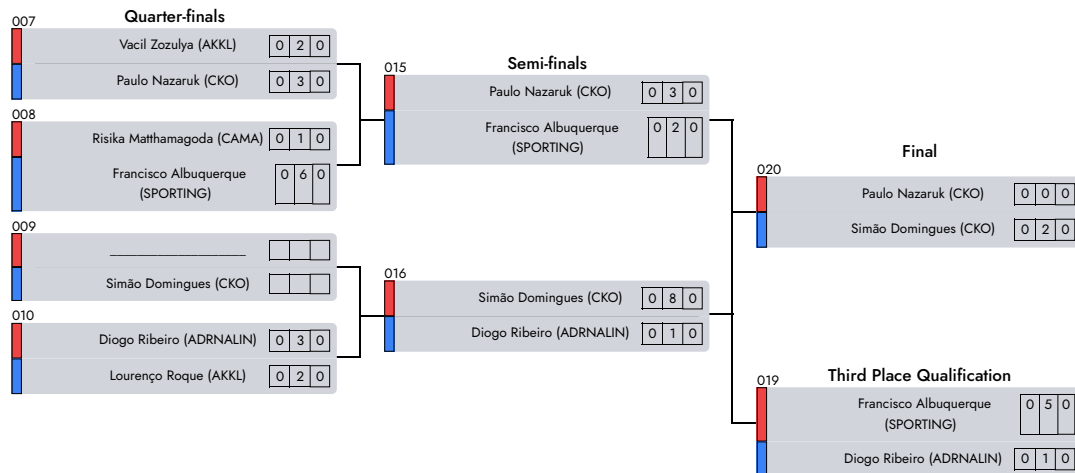 Quarter-finals
007
Vacil Zozulya (AKKL) 0 2 0
Paulo Nazaruk (CKO) 0 3 0
008
Risika Matthamagoda (CAMA) 0 1 0
Francisco Albuquerque
(SPORTING) 0 6 0
009
____________________
Simão Domingues (CKO)
010
Diogo Ribeiro (ADRNALIN) 0 3 0
Lourenço Roque (AKKL) 0 2 0
Semi-finals
015
Paulo Nazaruk (CKO) 0 3 0
Francisco Albuquerque
(SPORTING) 0 2 0
016
Simão Domingues (CKO) 0 8 0
Diogo Ribeiro (ADRNALIN) 0 1 0
Final
020
Paulo Nazaruk (CKO) 0 0 0
Simão Domingues (CKO) 0 2 0
Third Place Qualification
019
Francisco Albuquerque
(SPORTING) 0 5 0
Diogo Ribeiro (ADRNALIN) 0 1 0